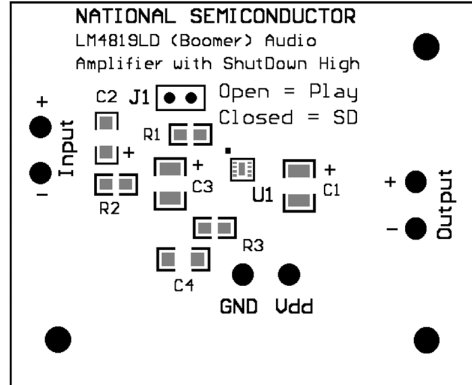 NATIONAL SEMICONDUCTOR
LM4819LD (Boomer) Audio
Amplifier with ShutDown High
J1
Open = Play
Closed = SD
C2
+
Input
-
+
R1
R2
+
C3
U1
+
C1
+
Output
-
R3
C4
GND Vdd